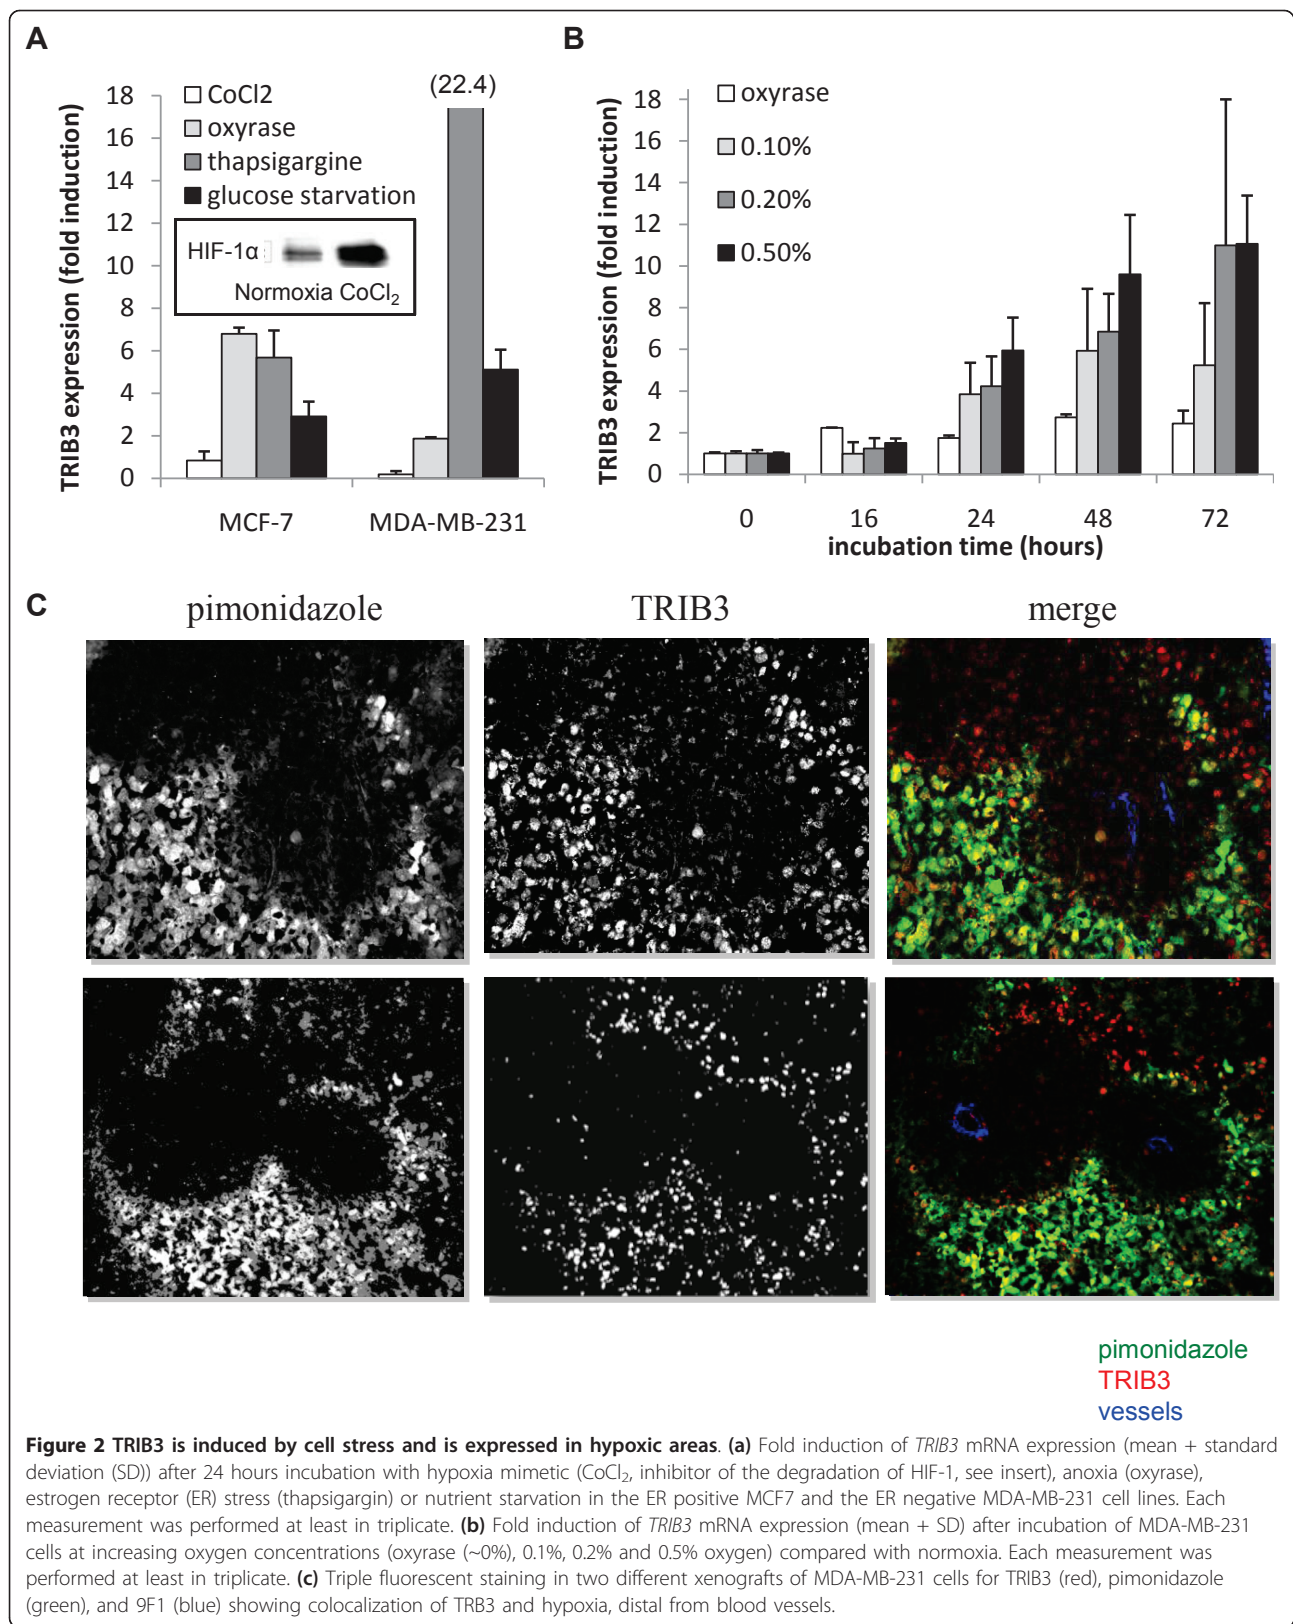 A
TRIB3 expression (fold induction)
18
16
14
12
10
8
6
4
2
0
(22.4)
CoCl2
oxyrase
thapsigargine
glucose starvation
HIF-1α
Normoxia CoCl₂
MCF-7
MDA-MB-231
B
TRIB3 expression (fold induction)
18
16
14
12
10
8
6
4
2
0
oxyrase
0.10%
0.20%
0.50%
0
16
24
48
72
incubation time (hours)
C
pimonidazole
TRIB3
merge
pimonidazole
TRIB3
vessels
Figure 2 TRIB3 is induced by cell stress and is expressed in hypoxic areas. (a) Fold induction of TRIB3 mRNA expression (mean + standard
deviation (SD)) after 24 hours incubation with hypoxia mimetic (CoCl₂, inhibitor of the degradation of HIF-1, see insert), anoxia (oxyrase),
estrogen receptor (ER) stress (thapsigargin) or nutrient starvation in the ER positive MCF7 and the ER negative MDA-MB-231 cell lines. Each
measurement was performed at least in triplicate. (b) Fold induction of TRIB3 mRNA expression (mean + SD) after incubation of MDA-MB-231
cells at increasing oxygen concentrations (oxyrase (~0%), 0.1%, 0.2% and 0.5% oxygen) compared with normoxia. Each measurement was
performed at least in triplicate. (c) Triple fluorescent staining in two different xenografts of MDA-MB-231 cells for TRIB3 (red), pimonidazole
(green), and 9F1 (blue) showing colocalization of TRB3 and hypoxia, distal from blood vessels.